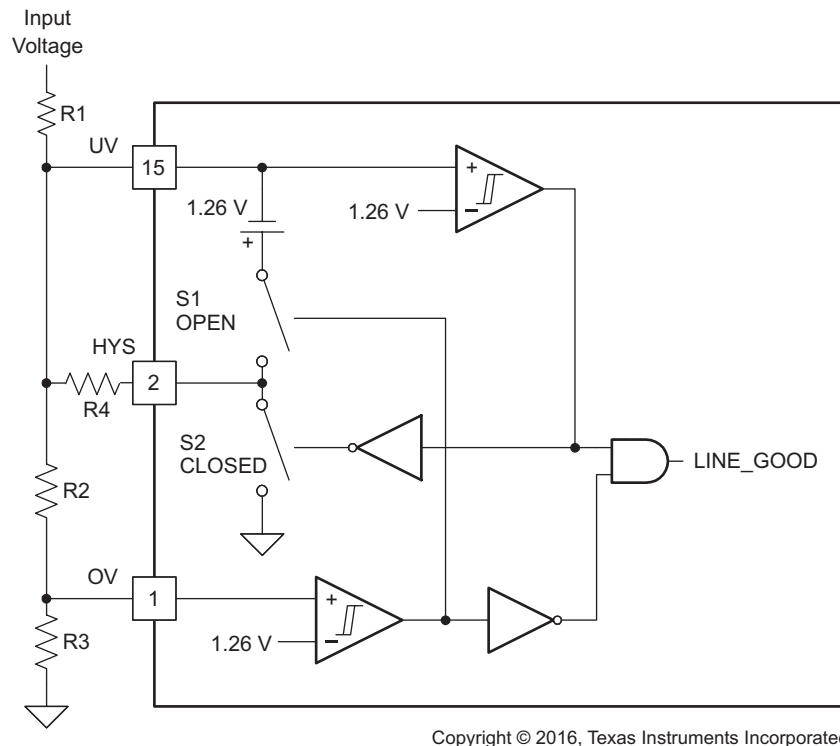 Input
Voltage
R1
UV
15
1.26 V
+
+
−
1.26 V
S1
OPEN
HYS
2
R4
S2
CLOSED
LINE_GOOD
R2
OV
1
+
−
1.26 V
R3
Copyright © 2016, Texas Instruments Incorporate